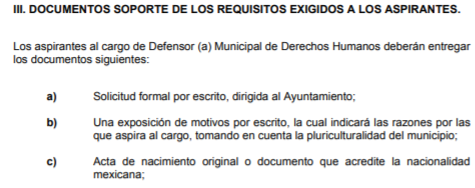 III. DOCUMENTOS SOPORTE DE LOS REQUISITOS EXIGIDOS A LOS ASPIRANTES.
Los aspirantes al cargo de Defensor (a) Municipal de Derechos Humanos deberán entregar
los documentos siguientes:
a) Solicitud formal por escrito, dirigida al Ayuntamiento;
b) Una exposición de motivos por escrito, la cual indicará las razones por las
que aspira al cargo, tomando en cuenta la pluriculturalidad del municipio;
c) Acta de nacimiento original o documento que acredite la nacionalidad
mexicana;